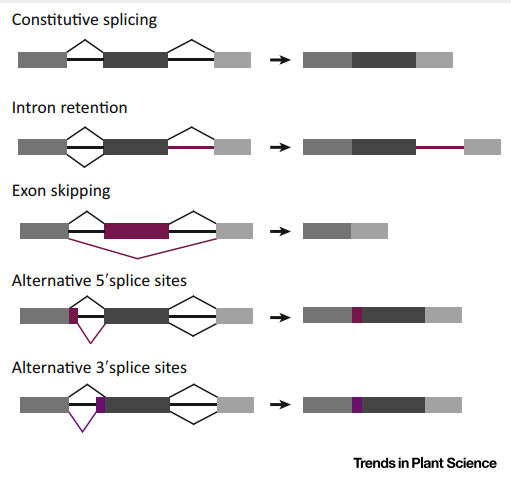 Constitutive splicing
Intron retention
Exon skipping
Alternative 5′splice sites
Alternative 3′splice sites
Trends in Plant Science